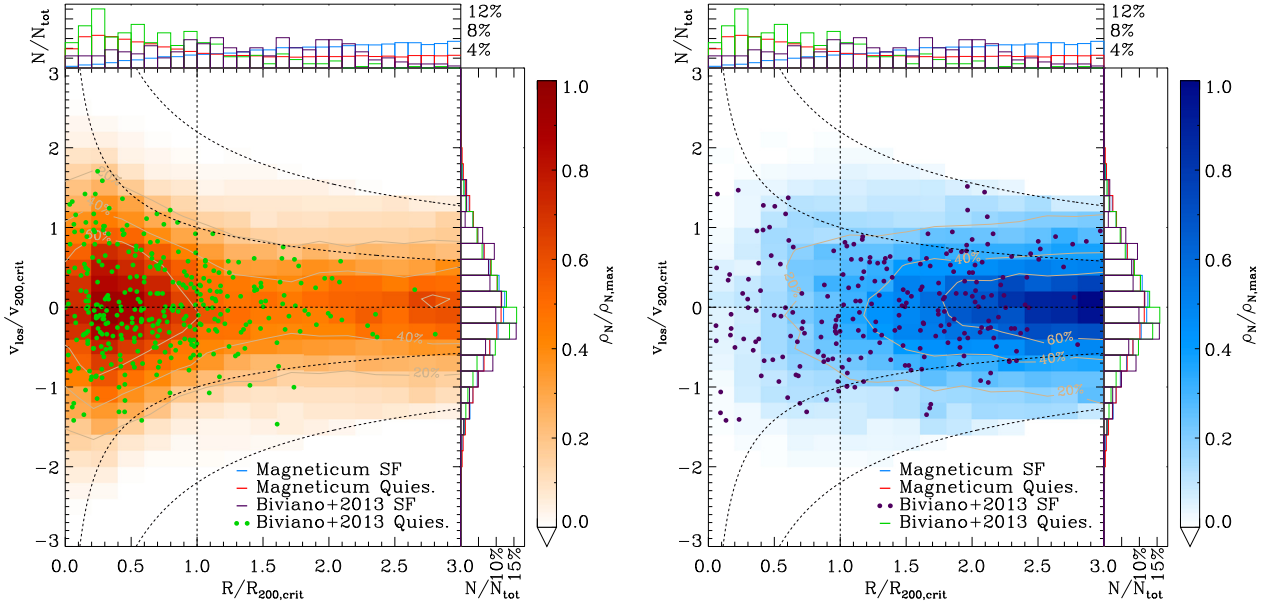 N/N_tot
12%
8%
4%
3
2
1
0
−1
−2
−3
v_los/v_200,crit
60%
40%
20%
Magneticum SF
Magneticum Quies.
Biviano+2013 SF
Biviano+2013 Quies.
0.0 0.5 1.0 1.5 2.0 2.5 3.0
R/R_200,crit
10%
15%
N/N_tot
1.0
0.8
0.6
0.4
0.2
0.0
ρ_N/ρ_N,max
N/N_tot
12%
8%
4%
3
2
1
0
−1
−2
−3
v_los/v_200,crit
20%
40%
60%
40%
20%
Magneticum SF
Magneticum Quies.
Biviano+2013 SF
Biviano+2013 Quies.
0.0 0.5 1.0 1.5 2.0 2.5 3.0
R/R_200,crit
10%
15%
N/N_tot
1.0
0.8
0.6
0.4
0.2
0.0
ρ_N/ρ_N,max